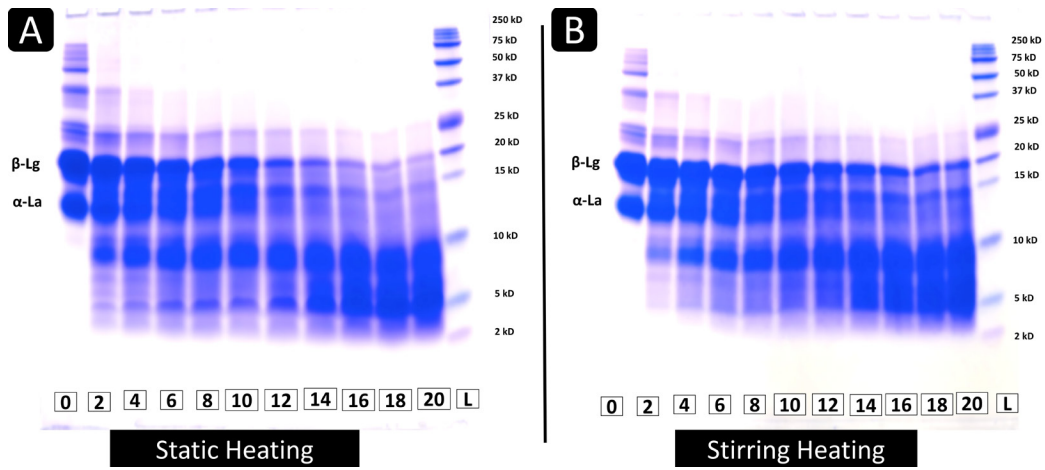 A
250 kD
75 kD
50 kD
37 kD
25 kD
20 kD
15 kD
10 kD
5 kD
2 kD
β-Lg
α-La
0 2 4 6 8 10 12 14 16 18 20 L
Static Heating
B
250 kD
75 kD
50 kD
37 kD
25 kD
20 kD
15 kD
10 kD
5 kD
2 kD
β-Lg
α-La
0 2 4 6 8 10 12 14 16 18 20 L
Stirring Heating